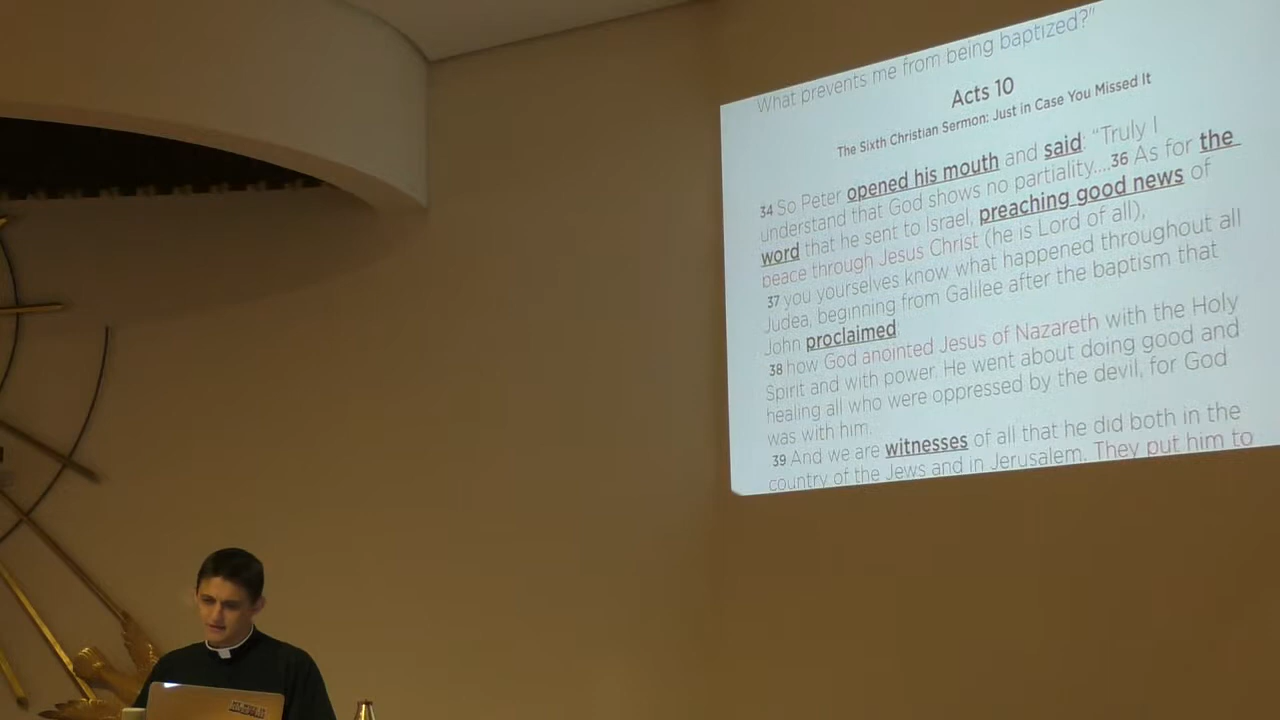 What prevents me from being baptized?"
Acts 10
The Sixth Christian Sermon: Just in Case You Missed It
34 So Peter opened his mouth and said: "Truly I
understand that God shows no partiality....36 As for the
word that he sent to Israel, preaching good news of
peace through Jesus Christ (he is Lord of all),
37 you yourselves know what happened throughout all
Judea, beginning from Galilee after the baptism that
John proclaimed:
38 how God anointed Jesus of Nazareth with the Holy
Spirit and with power. He went about doing good and
healing all who were oppressed by the devil, for God
was with him.
39 And we are witnesses of all that he did both in the
country of the Jews and in Jerusalem. They put him to